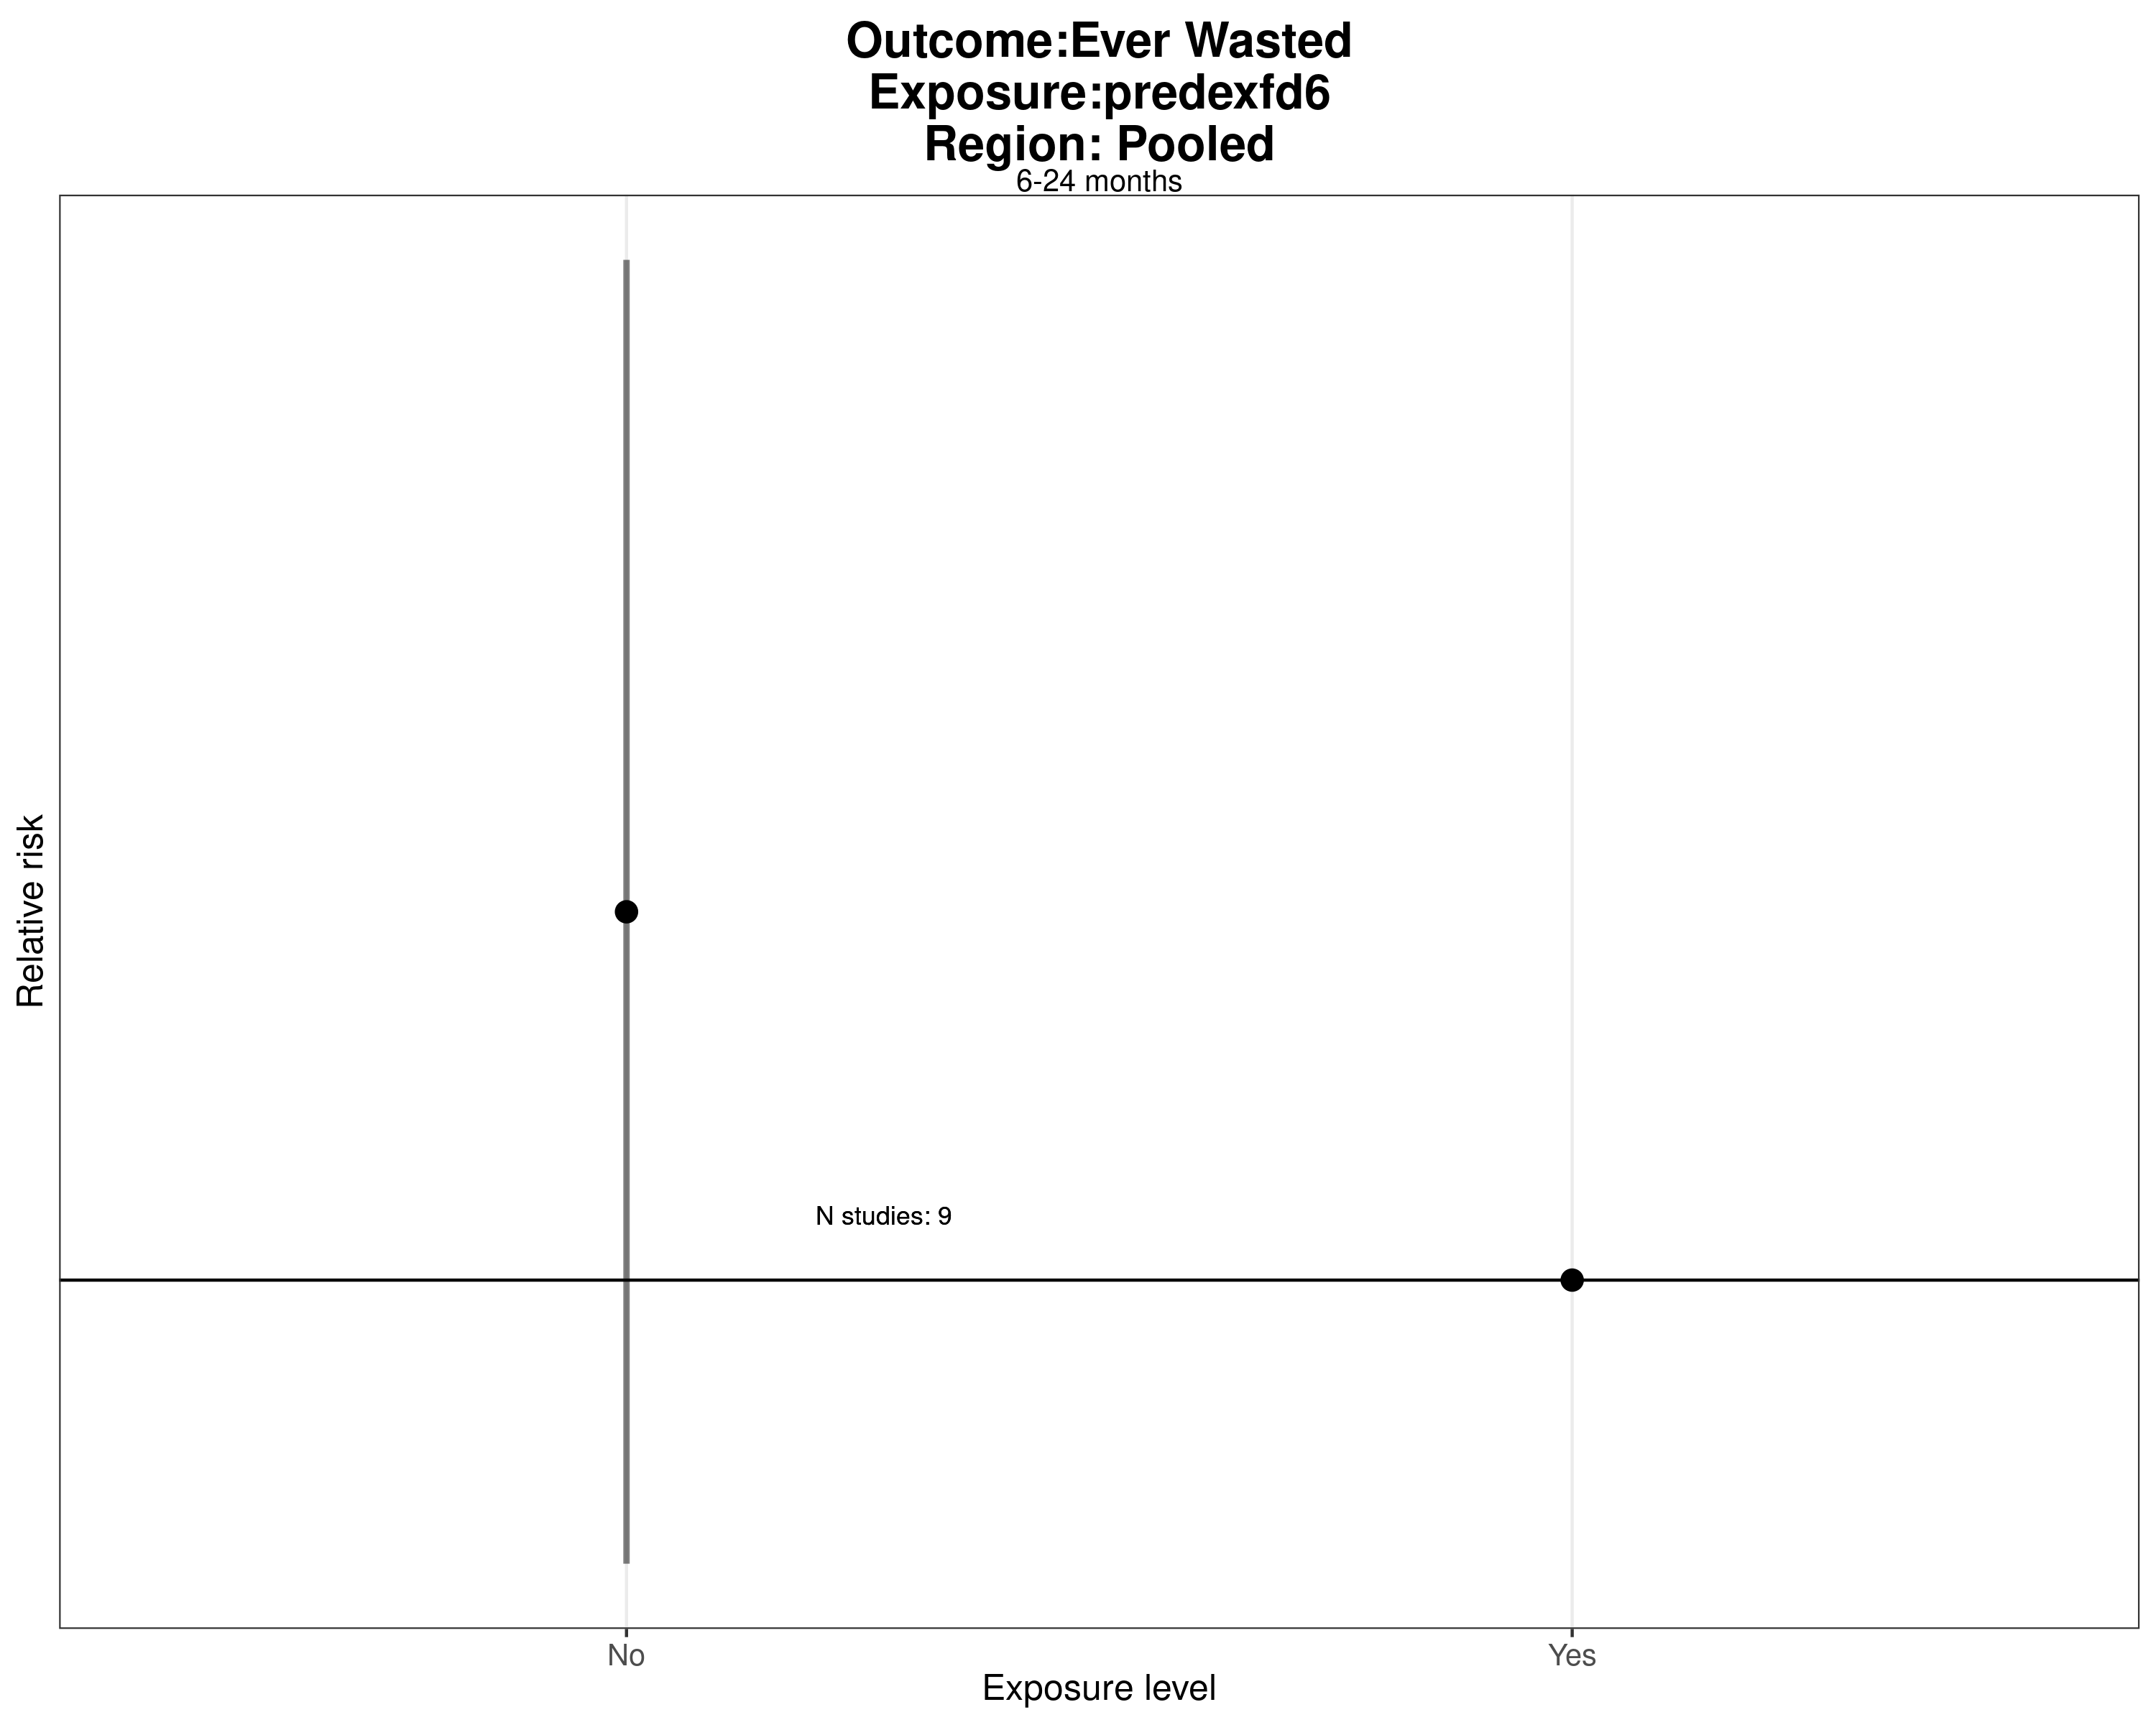 Outcome:Ever Wasted
Exposure:predexfd6
Region: Pooled
6-24 months
Relative risk
N studies: 9
No
Yes
Exposure level